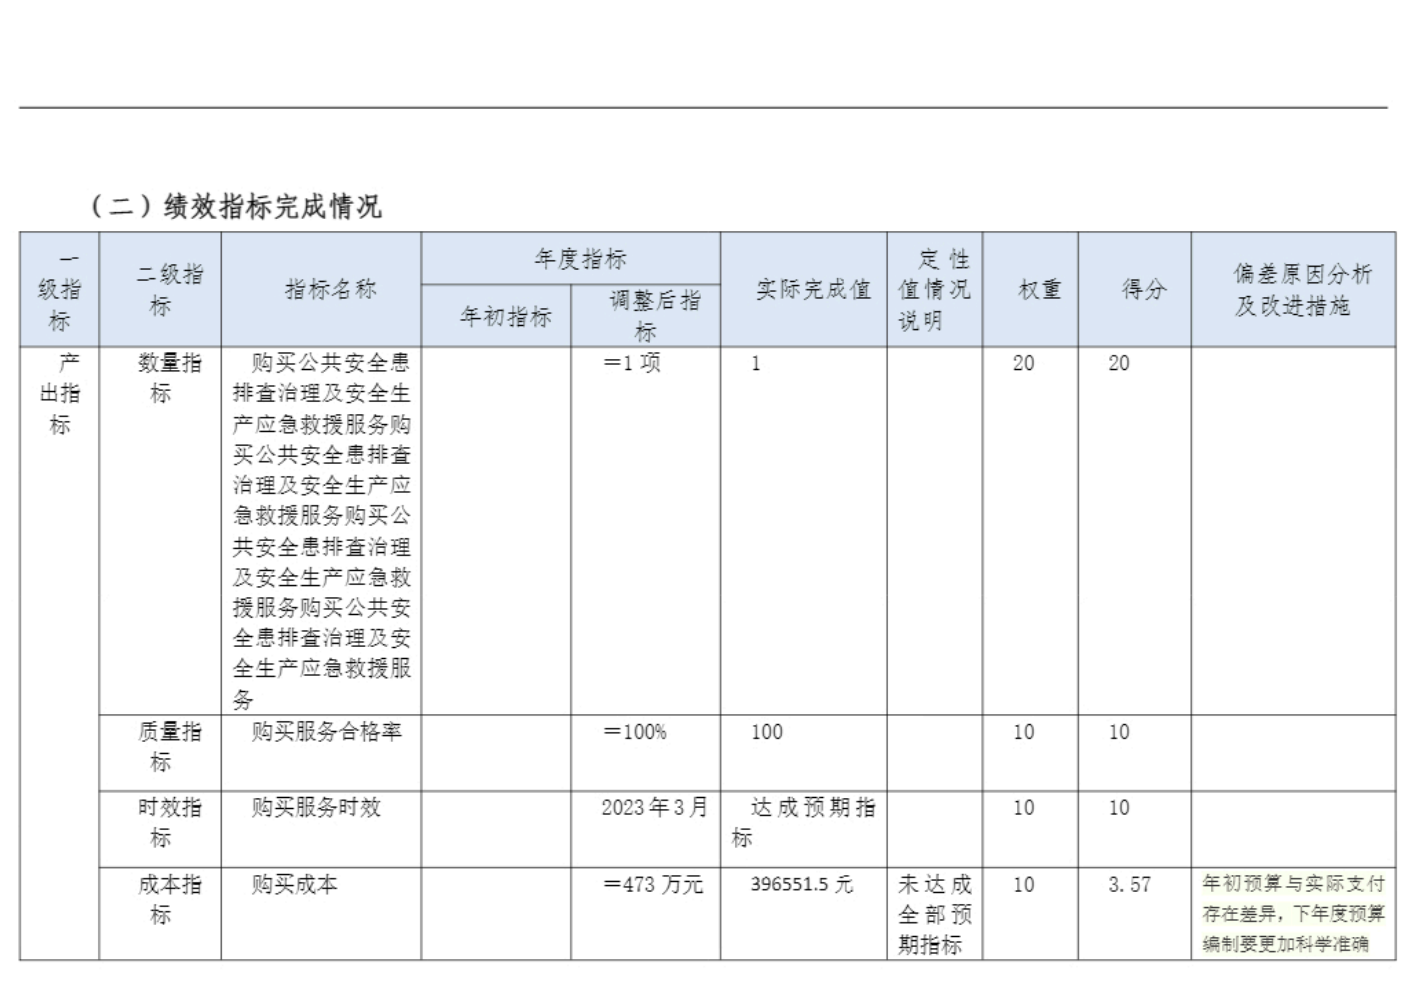 （二）绩效指标完成情况
一
级指
标
二级指
标
指标名称
年度指标
年初指标
调整后指
标
实际完成值
定性
值情况
说明
权重
得分
偏差原因分析
及改进措施
产
出指
标
数量指
标
购买公共安全患
排查治理及安全生
产应急救援服务购
买公共安全患排查
治理及安全生产应
急救援服务购买公
共安全患排查治理
及安全生产应急救
援服务购买公共安
全患排查治理及安
全生产应急救援服
务
＝1 项
1
20
20
质量指
标
购买服务合格率
＝100%
100
10
10
时效指
标
购买服务时效
2023 年 3 月
达成预期指
标
10
10
成本指
标
购买成本
＝473 万元
396551.5 元
未达成
全部预
期指标
10
3.57
年初预算与实际支付
存在差异，下年度预算
编制要更加科学准确